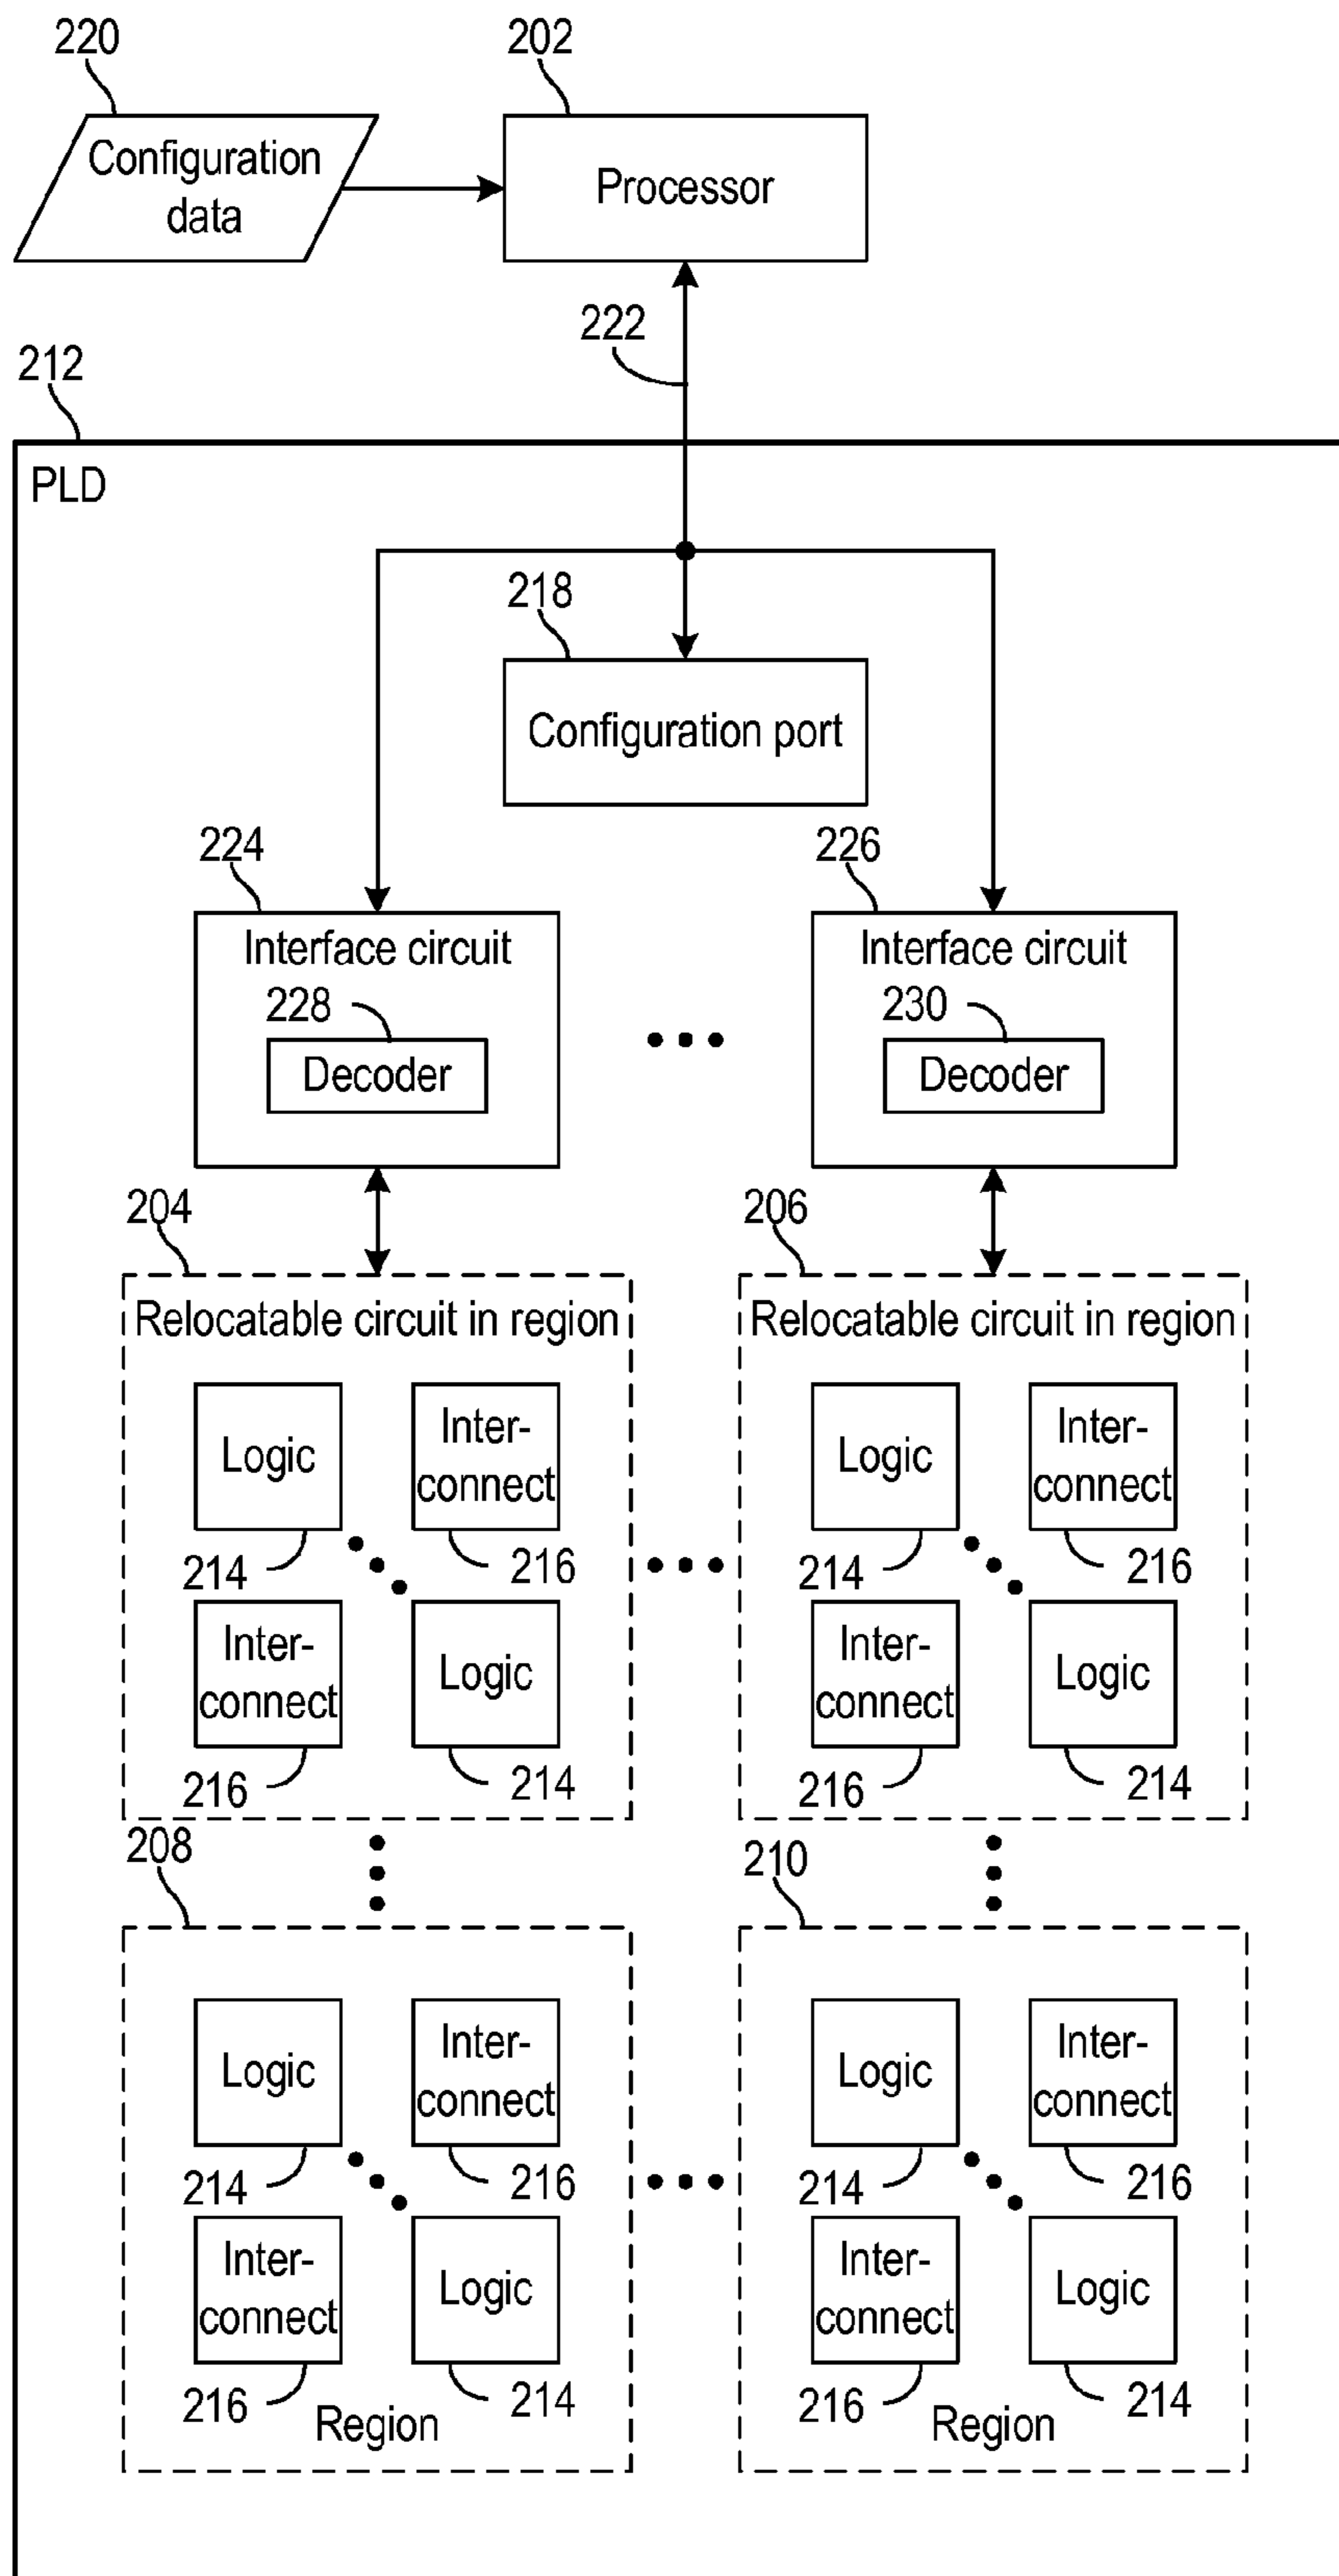 220
202
Configuration
data
Processor
222
212
PLD
218
Configuration port
224
226
Interface circuit
Interface circuit
228
230
Decoder
Decoder
204
206
Relocatable circuit in region
Relocatable circuit in region
Logic
Inter-
connect
Logic
Inter-
connect
214
216
214
216
Inter-
connect
Logic
Inter-
connect
Logic
216
214
216
214
208
210
Logic
Inter-
connect
Logic
Inter-
connect
214
216
214
216
Inter-
connect
Logic
Inter-
connect
Logic
216
214
216
214
Region
Region